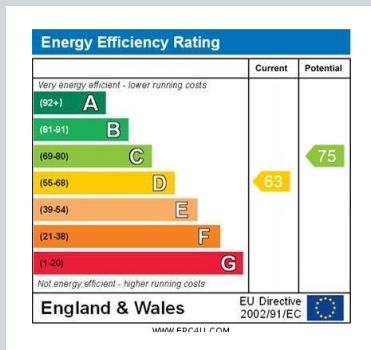 Energy Efficiency Rating
Current Potential
Very energy efficient - lower running costs
(92+) A
(81-91) B
(69-80) C 75
(55-68) D 63
(39-54) E
(21-38) F
(1-20) G
Not energy efficient - higher running costs
England & Wales EU Directive 2002/91/EC
WWW.EPC4U.COM